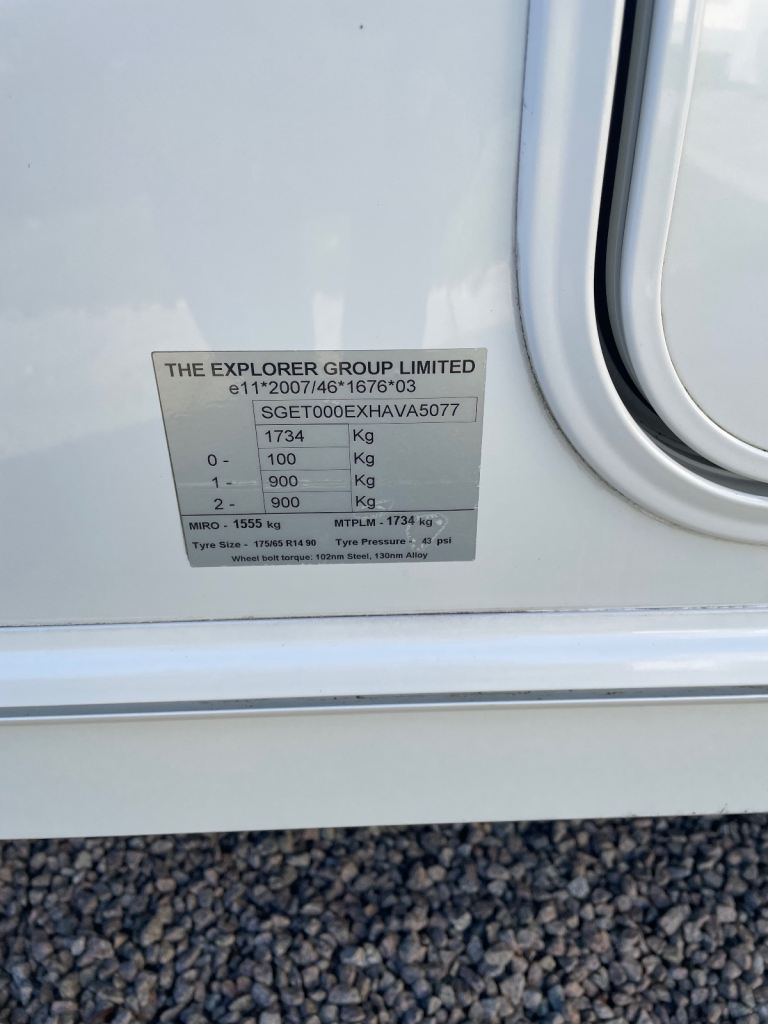 THE EXPLORER GROUP LIMITED
e11*2007/46*1676*03
SGET000EXHAVA5077
1734 Kg
0 - 100 Kg
1 - 900 Kg
2 - 900 Kg
MIRO - 1555 kg MTPLM - 1734 kg
Tyre Size - 175/65 R14 90 Tyre Pressure - 43 psi
Wheel bolt torque: 102nm Steel, 130nm Alloy